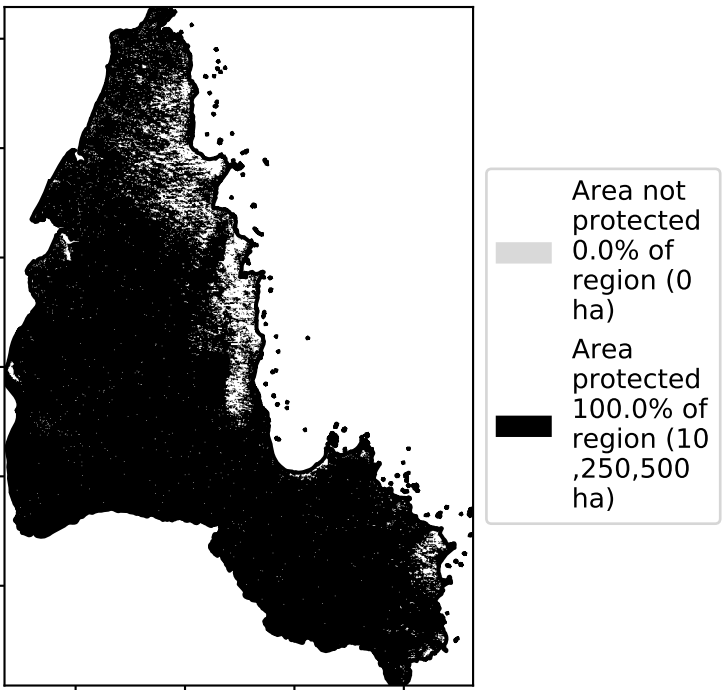 Area not
protected
0.0% of
region (0
ha)
Area
protected
100.0% of
region (10
,250,500
ha)